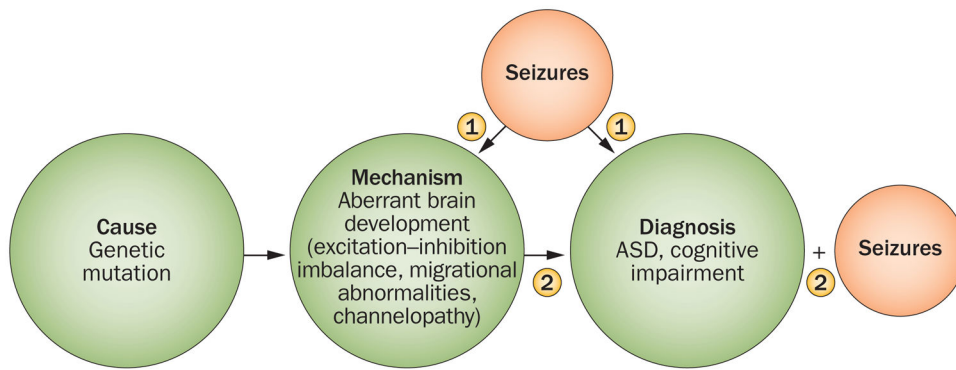 Seizures
1
1
Cause
Genetic
mutation
Mechanism
Aberrant brain
development
(excitation–inhibition
imbalance, migrational
abnormalities,
channelopathy)
2
Diagnosis
ASD, cognitive
impairment
+
2
Seizures